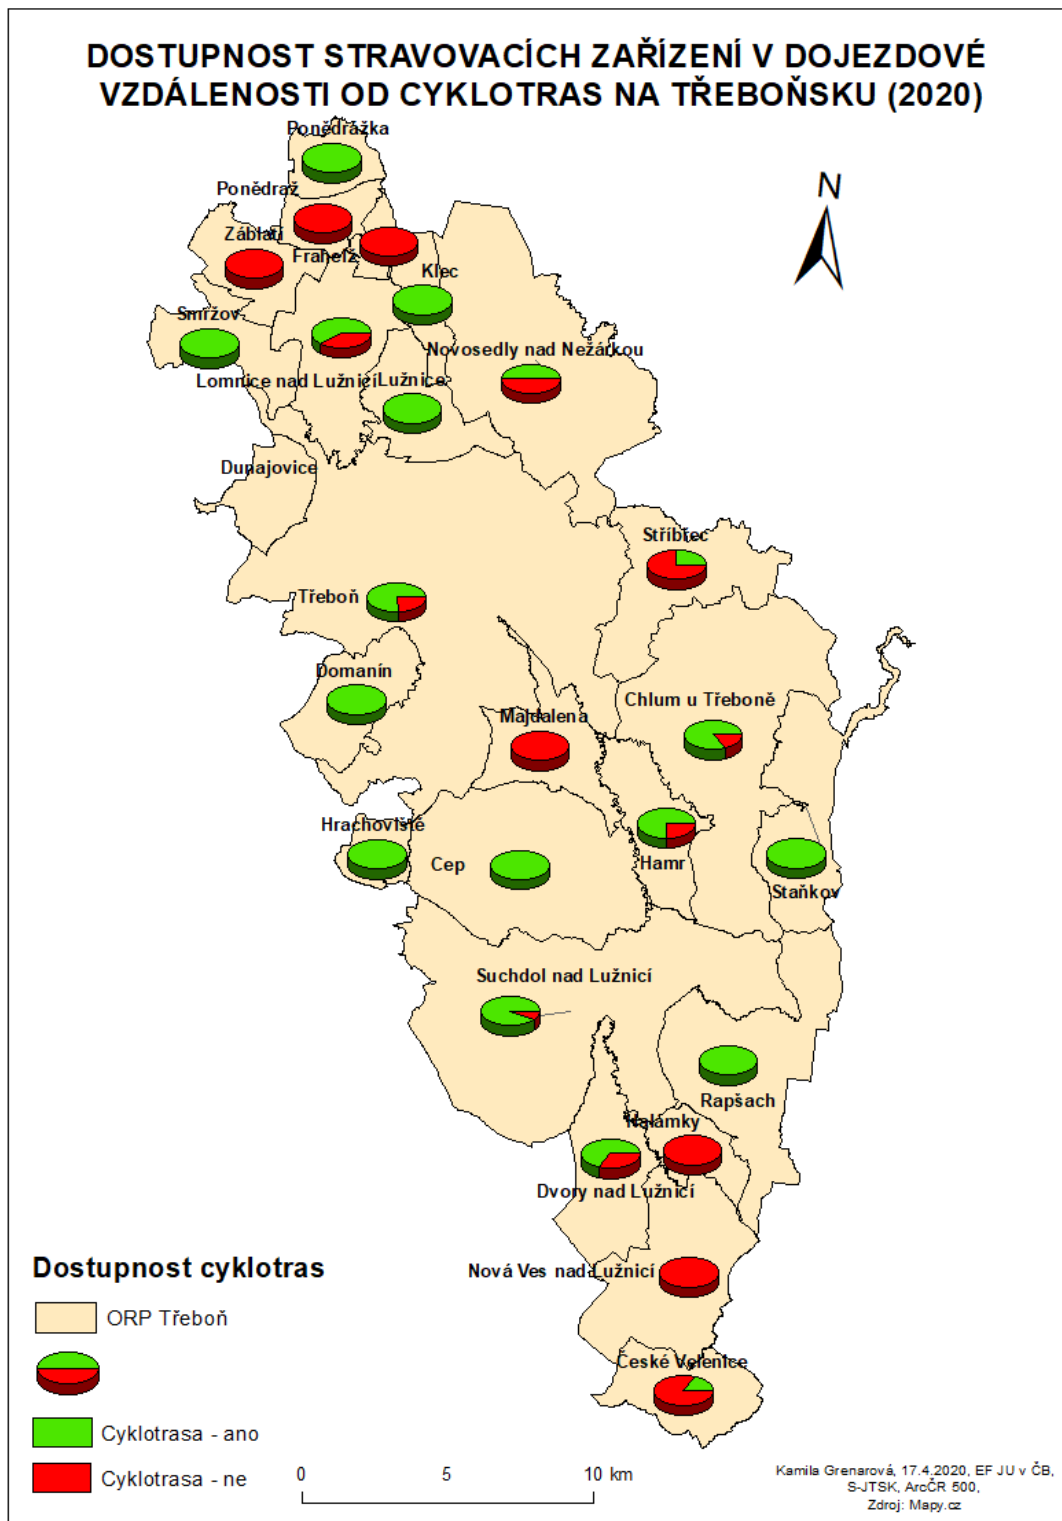 DOSTUPNOST STRAVOVACÍCH ZAŘÍZENÍ V DOJEZDOVÉ
VZDÁLENOSTI OD CYKLOTRAS NA TŘEBOŇSKU (2020)
Ponědrážka
N
Ponědraž
Záblatí
Frahelž
Klec
Smržov
Novosedly nad Nežárkou
Lomnice nad Lužnicí
Lužnice
Dunajovice
Stříbřec
Třeboň
Domanín
Chlum u Třeboně
Majdalena
Hrachoviště
Cep
Hamr
Staňkov
Suchdol nad Lužnicí
Rapšach
Halámky
Dvory nad Lužnicí
Nová Ves nad Lužnicí
České Velenice
Dostupnost cyklotras
ORP Třeboň
Cyklotrasa - ano
Cyklotrasa - ne
0 5 10 km
Kamila Grenarová, 17.4.2020, EF JU v ČB,
S-JTSK, ArcČR 500,
Zdroj: Mapy.cz